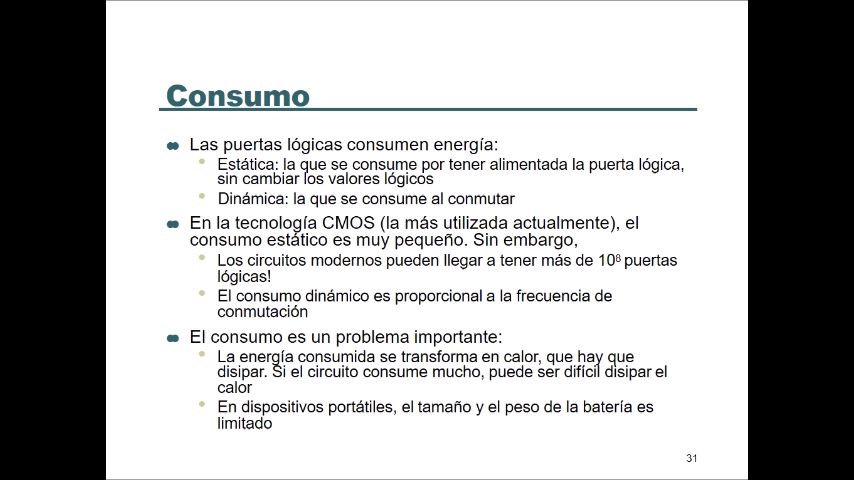 Consumo
Las puertas lógicas consumen energía:
Estática: la que se consume por tener alimentada la puerta lógica,
sin cambiar los valores lógicos
Dinámica: la que se consume al conmutar
En la tecnología CMOS (la más utilizada actualmente), el
consumo estático es muy pequeño. Sin embargo,
Los circuitos modernos pueden llegar a tener más de 10⁸ puertas
lógicas!
El consumo dinámico es proporcional a la frecuencia de
conmutación
El consumo es un problema importante:
La energía consumida se transforma en calor, que hay que
disipar. Si el circuito consume mucho, puede ser difícil disipar el
calor
En dispositivos portátiles, el tamaño y el peso de la batería es
limitado
31